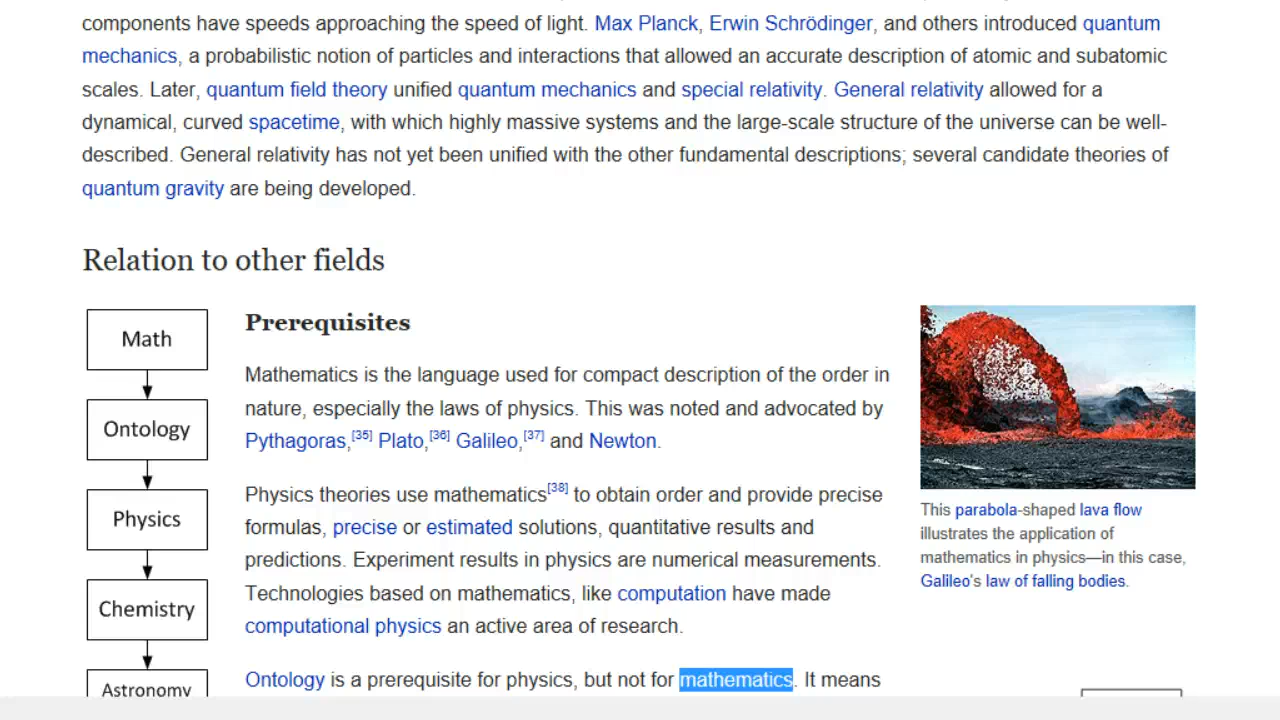 components have speeds approaching the speed of light. Max Planck, Erwin Schrödinger, and others introduced quantum
mechanics, a probabilistic notion of particles and interactions that allowed an accurate description of atomic and subatomic
scales. Later, quantum field theory unified quantum mechanics and special relativity. General relativity allowed for a
dynamical, curved spacetime, with which highly massive systems and the large-scale structure of the universe can be well-
described. General relativity has not yet been unified with the other fundamental descriptions; several candidate theories of
quantum gravity are being developed.
Relation to other fields
Math
Ontology
Physics
Chemistry
Astronomy
Prerequisites
Mathematics is the language used for compact description of the order in
nature, especially the laws of physics. This was noted and advocated by
Pythagoras,[35] Plato,[36] Galileo,[37] and Newton.
Physics theories use mathematics[38] to obtain order and provide precise
formulas, precise or estimated solutions, quantitative results and
predictions. Experiment results in physics are numerical measurements.
Technologies based on mathematics, like computation have made
computational physics an active area of research.
Ontology is a prerequisite for physics, but not for mathematics. It means
This parabola-shaped lava flow
illustrates the application of
mathematics in physics—in this case,
Galileo's law of falling bodies.